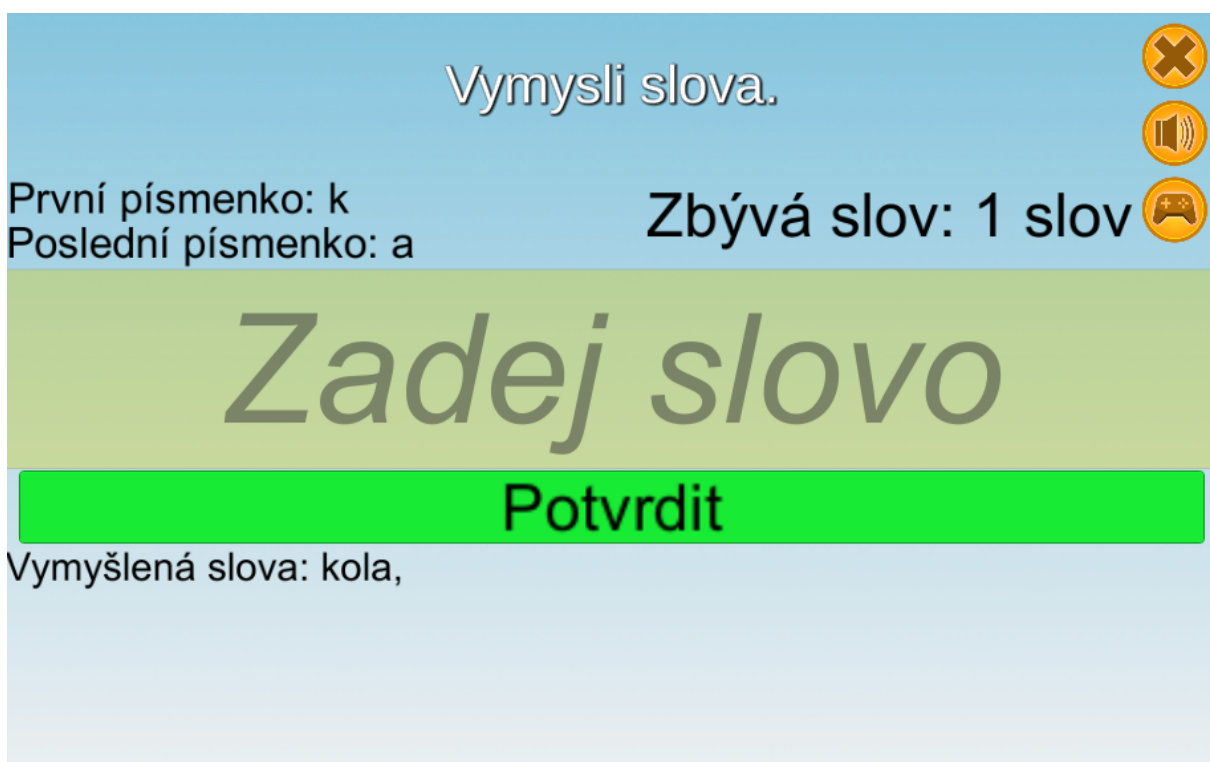 Vymysli slova.
První písmenko: k
Zbývá slov: 1 slov
Poslední písmenko: a
Zadej slovo
Potvrdit
Vymyšlená slova: kola,